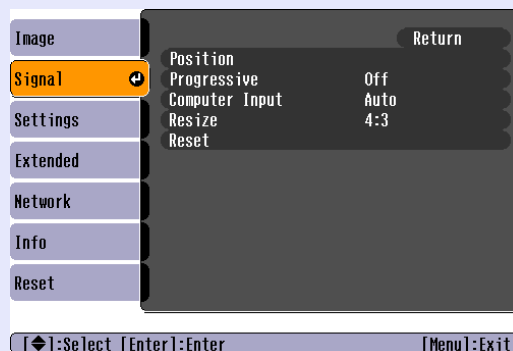 Image
Signal
Settings
Extended
Network
Info
Reset
Return
Position
Progressive Off
Computer Input Auto
Resize 4:3
Reset
[◆]:Select [Enter]:Enter [Menu]:Exit